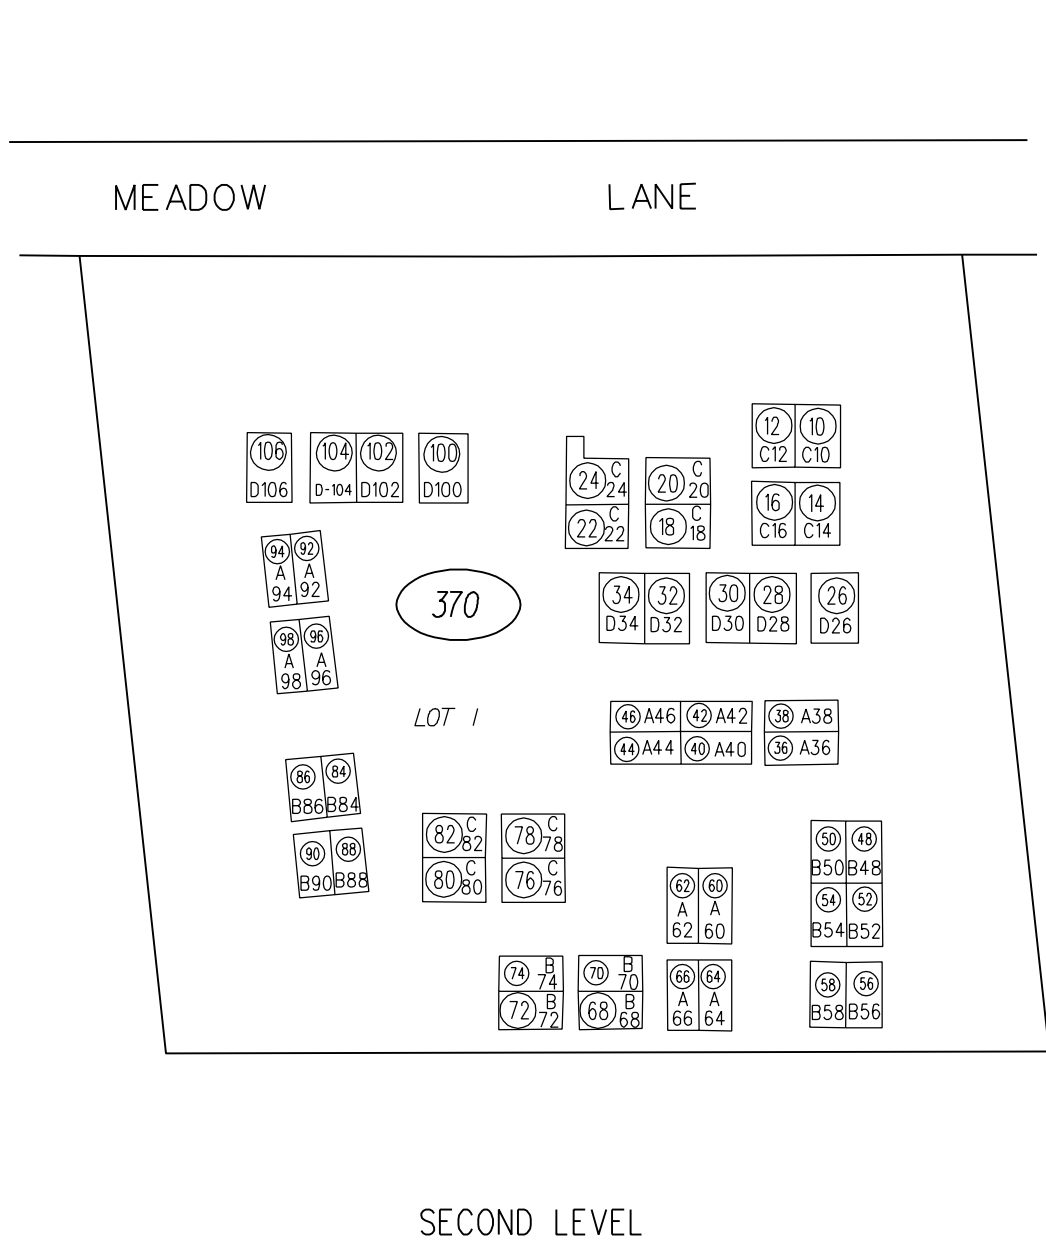 MEADOW LANE
12 10
C12 C10
106 104 102 100
D106 D-104 D102 D100
24 C 24 20 C 20
22 C 22 18 C 18
16 14
C16 C14
94 92
A A
94 92
370
34 32 30 28 26
D34 D32 D30 D28 D26
98 96
A A
98 96
LOT 1
46 A46 42 A42 38 A38
44 A44 40 A40 36 A36
86 84
B86 B84
82 C 82 78 C 78
80 C 80 76 C 76
90 88
B90 B88
50 48
B50 B48
54 52
B54 B52
62 60
A A
62 60
74 B 74 70 B 70
72 B 72 68 B 68
66 64
A A
66 64
58 56
B58 B56
SECOND LEVEL